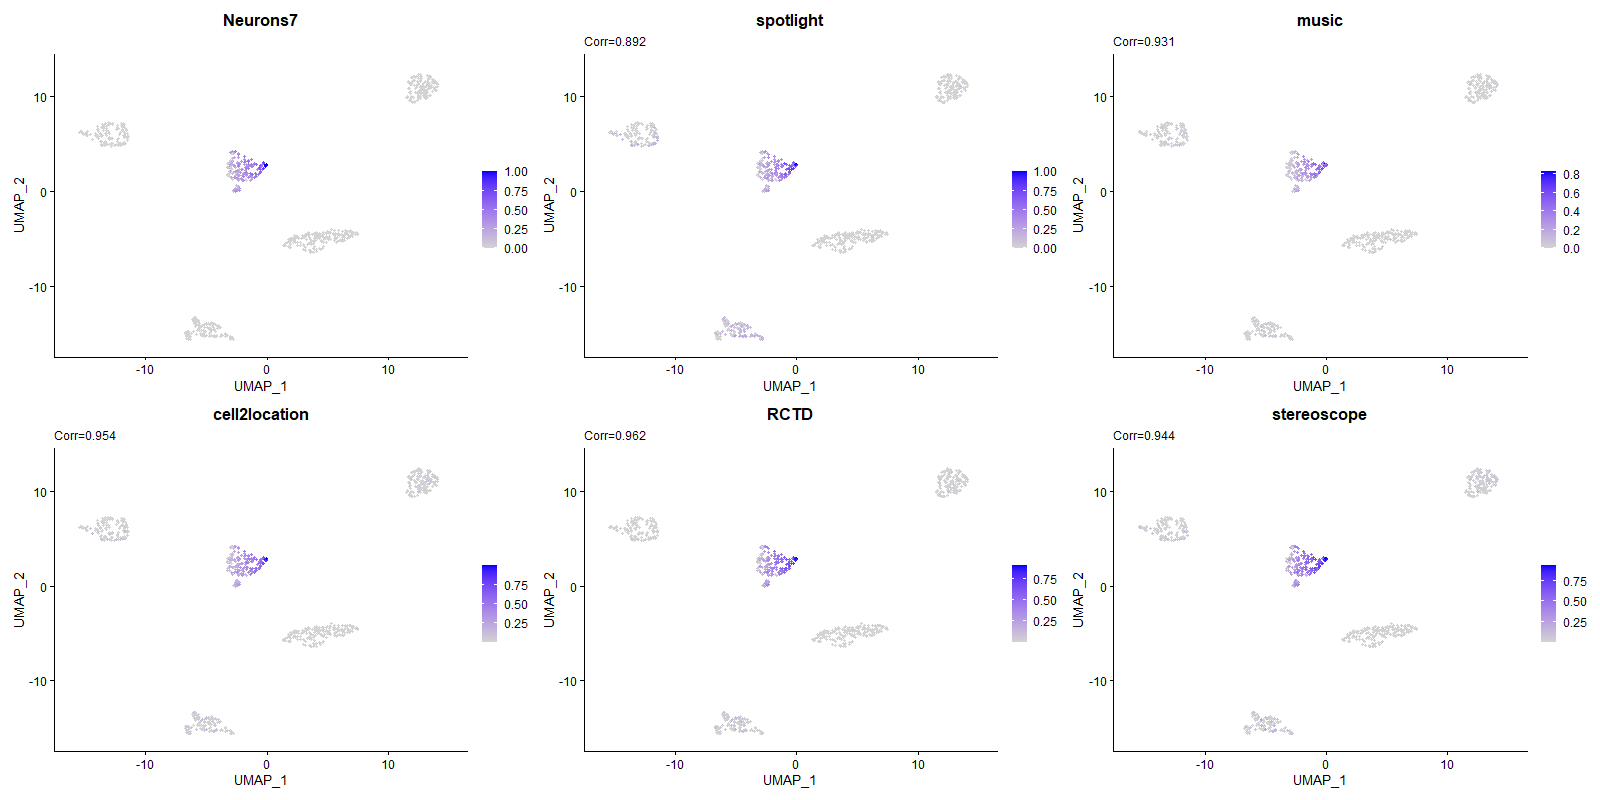 Neurons7
10
0
-10
-10
0
10
UMAP_1
UMAP_2
1.00
0.75
0.50
0.25
0.00
spotlight
Corr=0.892
10
0
-10
-10
0
10
UMAP_1
UMAP_2
1.00
0.75
0.50
0.25
0.00
music
Corr=0.931
10
0
-10
-10
0
10
UMAP_1
UMAP_2
0.8
0.6
0.4
0.2
0.0
cell2location
Corr=0.954
10
0
-10
-10
0
10
UMAP_1
UMAP_2
0.75
0.50
0.25
RCTD
Corr=0.962
10
0
-10
-10
0
10
UMAP_1
UMAP_2
0.75
0.50
0.25
stereoscope
Corr=0.944
10
0
-10
-10
0
10
UMAP_1
UMAP_2
0.75
0.50
0.25